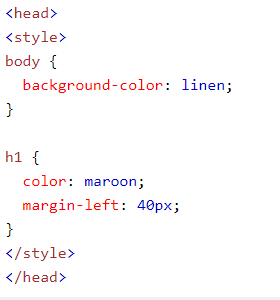 <head>
<style>
body {
  background-color: linen;
}

h1 {
  color: maroon;
  margin-left: 40px;
}
</style>
</head>